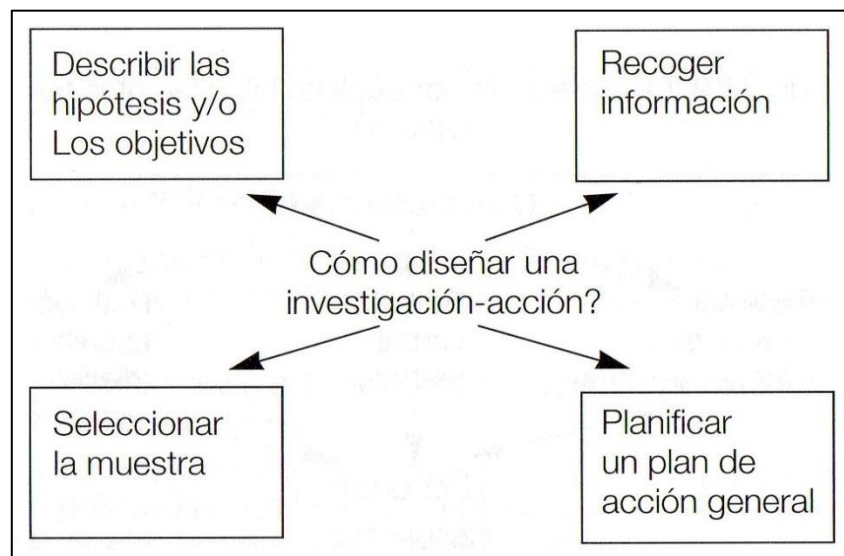 Describir las
hipótesis y/o
Los objetivos
Recoger
información
Cómo diseñar una
investigación-acción?
Seleccionar
la muestra
Planificar
un plan de
acción general